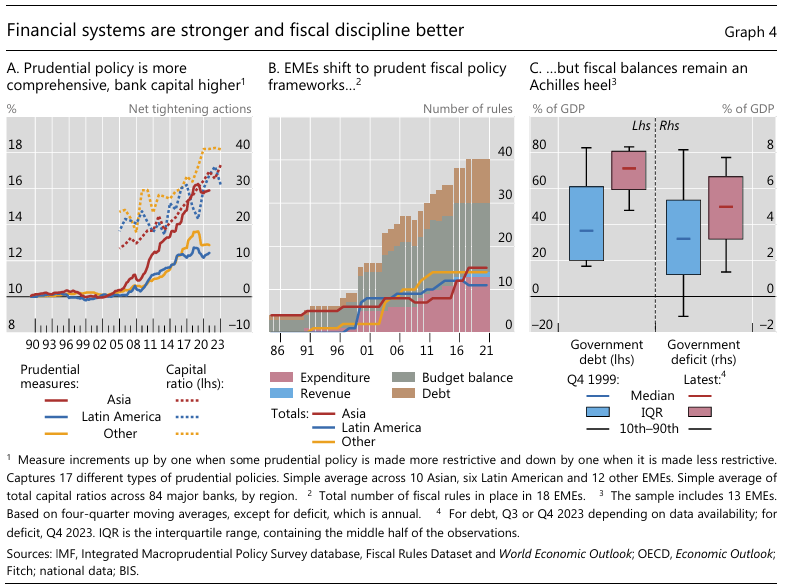 Financial systems are stronger and fiscal discipline better
Graph 4
A. Prudential policy is more
comprehensive, bank capital higher1
B. EMEs shift to prudent fiscal policy
frameworks…2
C. …but fiscal balances remain an
Achilles heel3
% Net tightening actions
Number of rules
% of GDP % of GDP
18 40
16 30
14 20
12 10
10 0
8 –10
90 93 96 99 02 05 08 11 14 17 20 23
Prudential
measures:
Capital
ratio (lhs):
Asia
Latin America
Other
40
30
20
10
0
86 91 96 01 06 11 16 21
Expenditure
Revenue
Budget balance
Debt
Totals:
Asia
Latin America
Other
Lhs Rhs
80 8
60 6
40 4
20 2
0 0
–20 –2
Government
debt (lhs)
Government
deficit (rhs)
Q4 1999: Latest:4
Median
IQR
10th–90th
1 Measure increments up by one when some prudential policy is made more restrictive and down by one when it is made less restrictive.
Captures 17 different types of prudential policies. Simple average across 10 Asian, six Latin American and 12 other EMEs. Simple average of
total capital ratios across 84 major banks, by region. 2 Total number of fiscal rules in place in 18 EMEs. 3 The sample includes 13 EMEs.
Based on four-quarter moving averages, except for deficit, which is annual. 4 For debt, Q3 or Q4 2023 depending on data availability; for
deficit, Q4 2023. IQR is the interquartile range, containing the middle half of the observations.
Sources: IMF, Integrated Macroprudential Policy Survey database, Fiscal Rules Dataset and World Economic Outlook; OECD, Economic Outlook;
Fitch; national data; BIS.